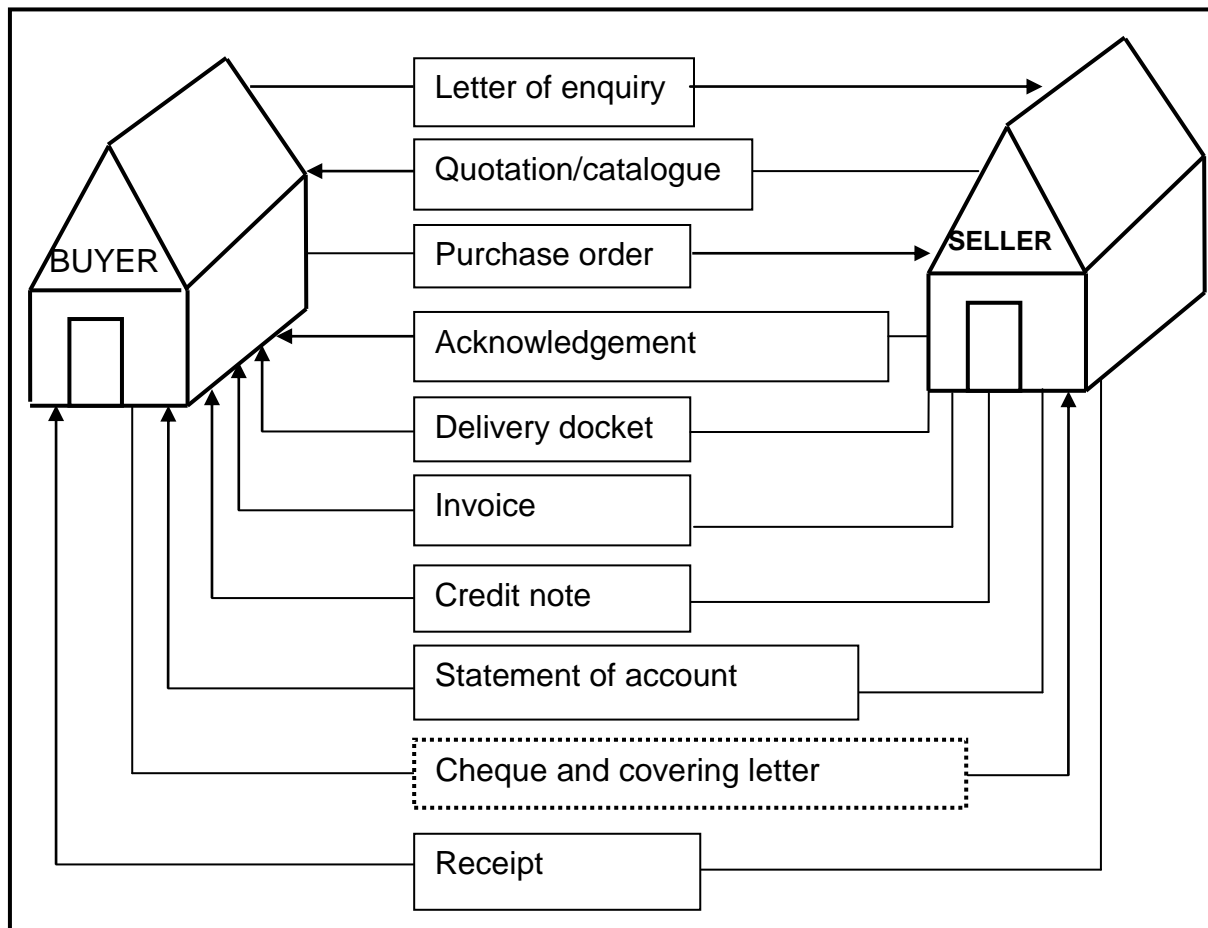 Letter of enquiry
Quotation/catalogue
Purchase order
BUYER
SELLER
Acknowledgement
Delivery docket
Invoice
Credit note
Statement of account
Cheque and covering letter
Receipt